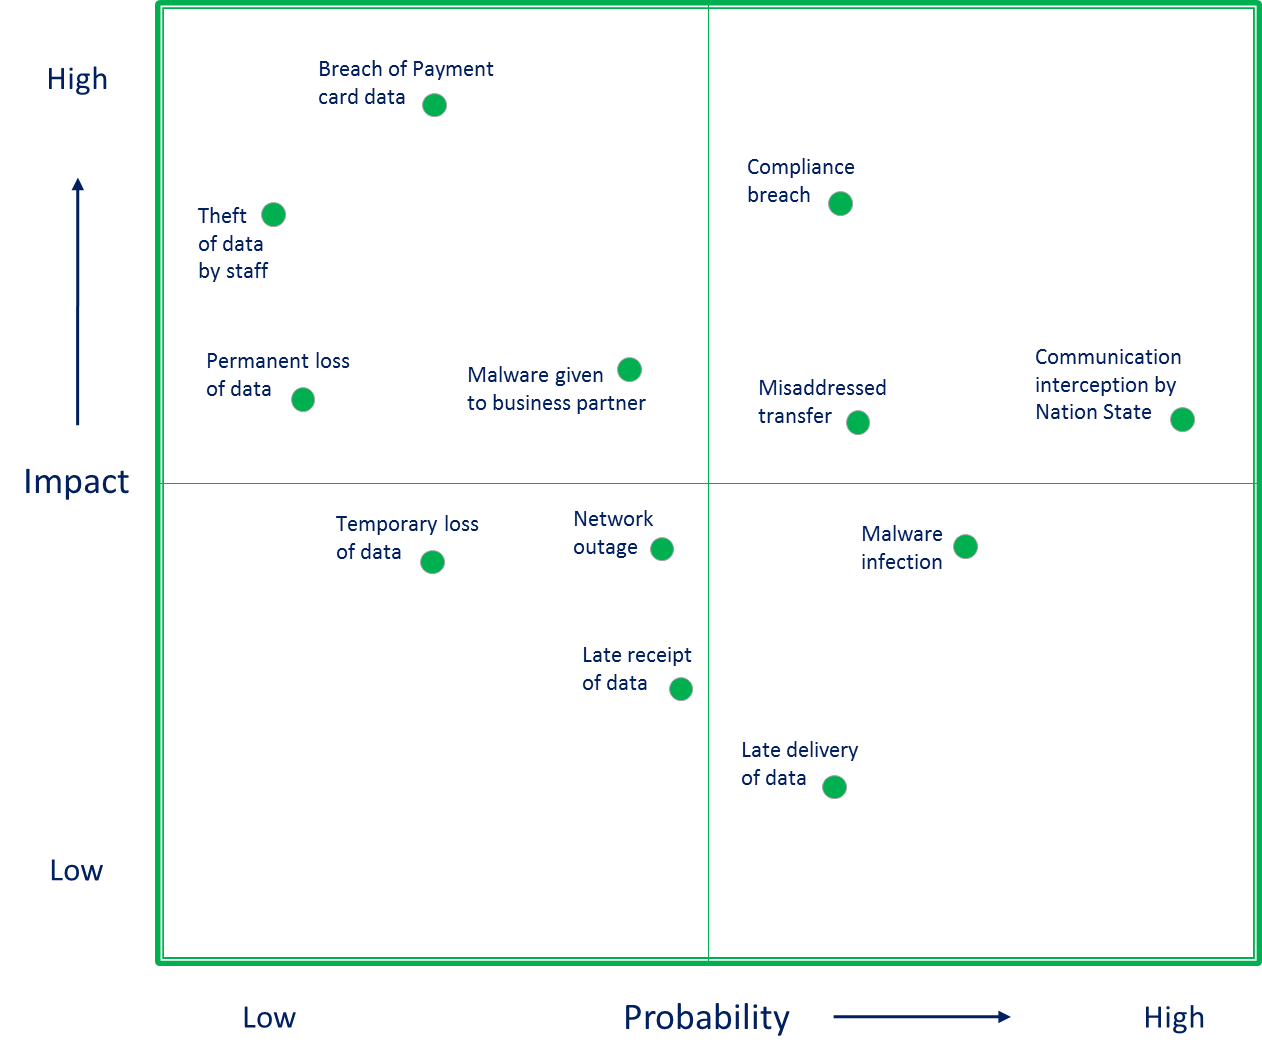 High
Breach of Payment
card data
Compliance
breach
Theft
of data
by staff
Permanent loss
of data
Malware given
to business partner
Misaddressed
transfer
Communication
interception by
Nation State
Impact
Temporary loss
of data
Network
outage
Malware
infection
Late receipt
of data
Late delivery
of data
Low
Low
Probability
High